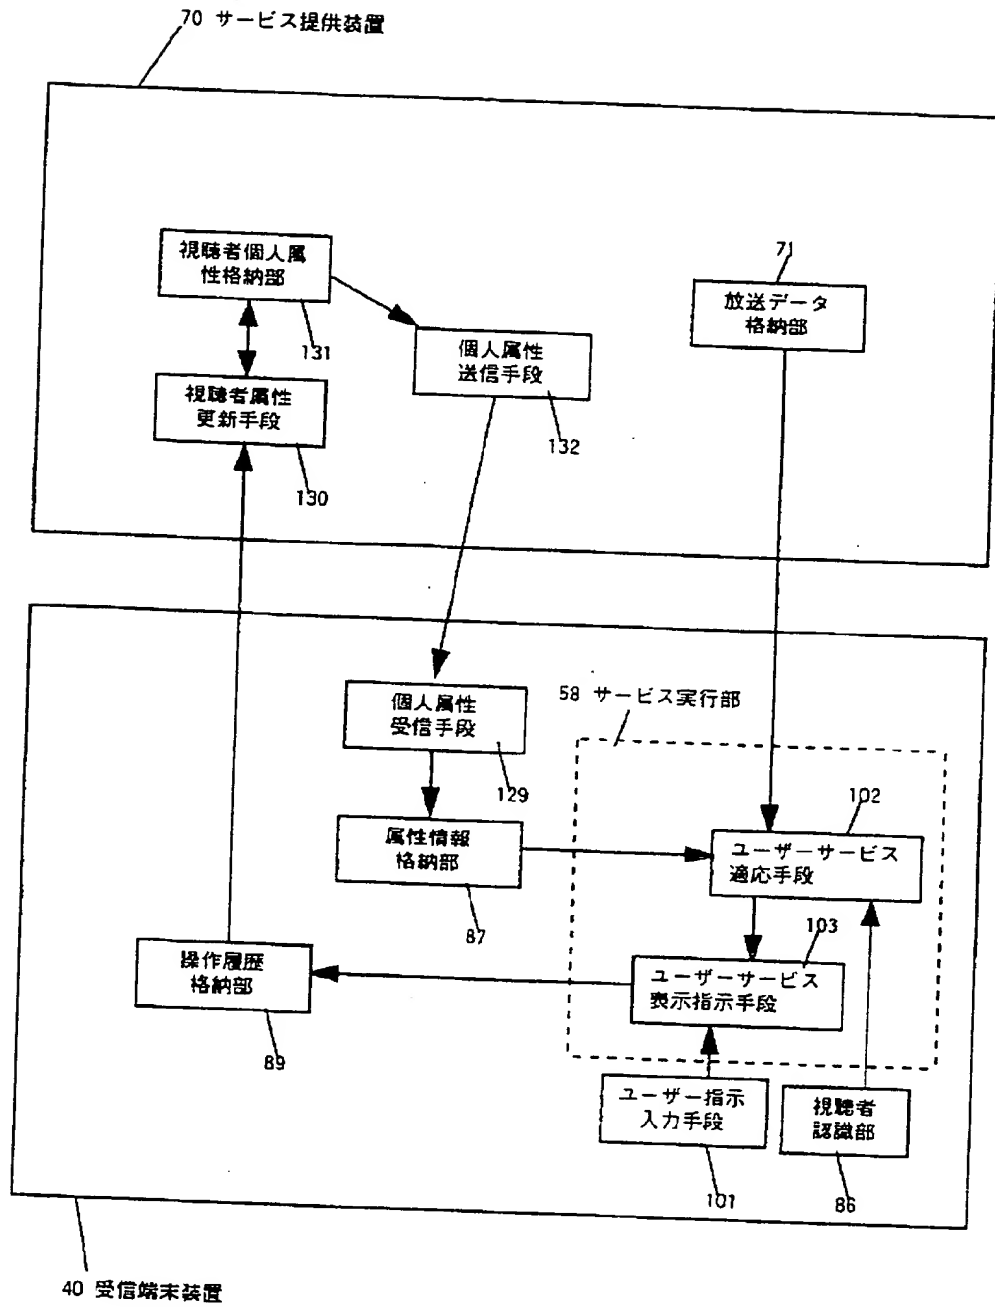 70 サービス提供装置
視聴者個人属
性格納部
131
視聴者属性
更新手段
130
個人属性
送信手段
132
71
放送データ
格納部
個人属性
受信手段
129
属性情報
格納部
87
58 サービス実行部
102
ユーザーサービス
適応手段
103
ユーザーサービス
表示指示手段
操作履歴
格納部
89
ユーザー指示
入力手段
101
視聴者
認識部
86
40 受信端末装置